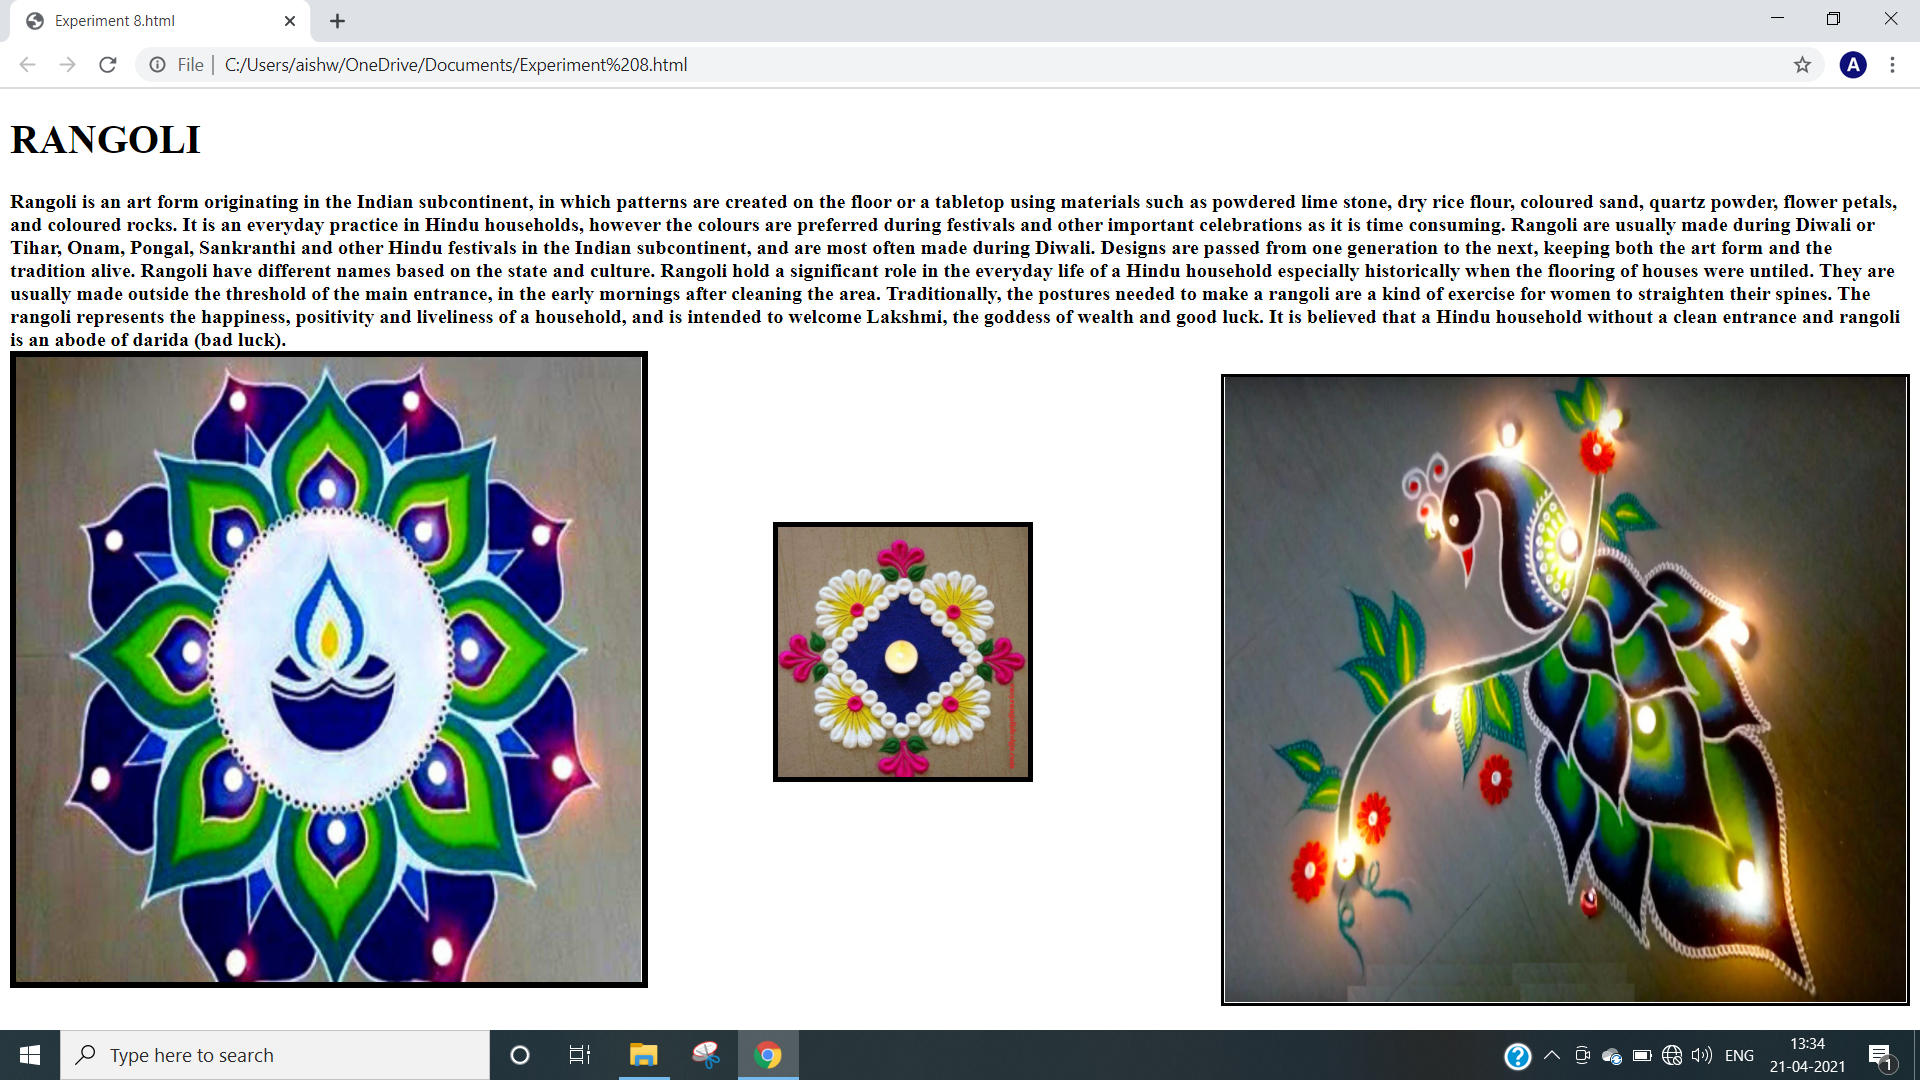 Experiment 8.html
File
C:/Users/aishw/OneDrive/Documents/Experiment%208.html
A
RANGOLI
Rangoli is an art form originating in the Indian subcontinent, in which patterns are created on the floor or a tabletop using materials such as powdered lime stone, dry rice flour, coloured sand, quartz powder, flower petals,
and coloured rocks. It is an everyday practice in Hindu households, however the colours are preferred during festivals and other important celebrations as it is time consuming. Rangoli are usually made during Diwali or
Tihar, Onam, Pongal, Sankranthi and other Hindu festivals in the Indian subcontinent, and are most often made during Diwali. Designs are passed from one generation to the next, keeping both the art form and the
tradition alive. Rangoli have different names based on the state and culture. Rangoli hold a significant role in the everyday life of a Hindu household especially historically when the flooring of houses were untiled. They are
usually made outside the threshold of the main entrance, in the early mornings after cleaning the area. Traditionally, the postures needed to make a rangoli are a kind of exercise for women to straighten their spines. The
rangoli represents the happiness, positivity and liveliness of a household, and is intended to welcome Lakshmi, the goddess of wealth and good luck. It is believed that a Hindu household without a clean entrance and rangoli
is an abode of darida (bad luck).
Type here to search
ENG
13:34
21-04-2021
1